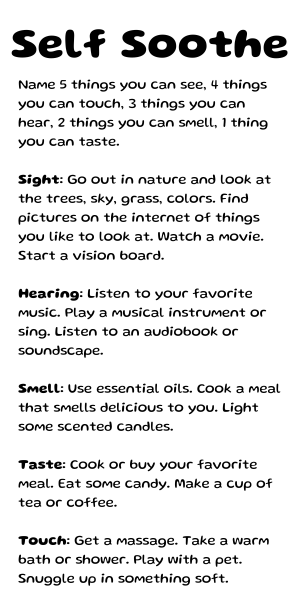 Self Soothe
Name 5 things you can see, 4 things
you can touch, 3 things you can
hear, 2 things you can smell, 1 thing
you can taste.
Sight: Go out in nature and look at
the trees, sky, grass, colors. Find
pictures on the internet of things
you like to look at. Watch a movie.
Start a vision board.
Hearing: Listen to your favorite
music. Play a musical instrument or
sing. Listen to an audiobook or
soundscape.
Smell: Use essential oils. Cook a meal
that smells delicious to you. Light
some scented candles.
Taste: Cook or buy your favorite
meal. Eat some candy. Make a cup of
tea or coffee.
Touch: Get a massage. Take a warm
bath or shower. Play with a pet.
Snuggle up in something soft.